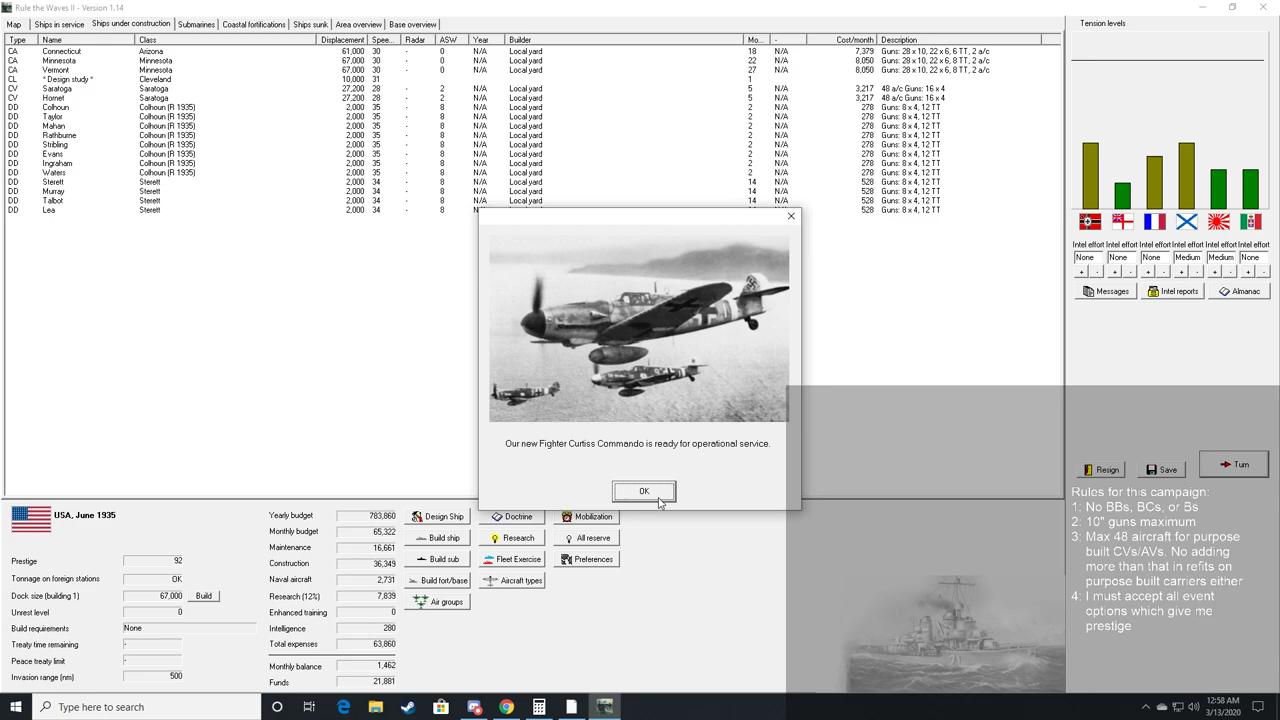 Rule the Waves II - Version 1.14
Map Ships in service Ships under construction Submarines Coastal fortifications Ships sunk Area overview Base overview
Type Name Class Displacement Spee... Radar ASW Year Name Builder Mo... - Cost/month Description
CA Connecticut Arizona 61,000 30 - 0 N/A N/A Local yard 18 N/A 7,379 Guns: 28 x 10, 22 x 6, 6 TT, 2 a/c
CA Minnesota Minnesota 67,000 30 - 0 N/A N/A Local yard 22 N/A 8,050 Guns: 28 x 10, 22 x 6, 8 TT, 2 a/c
CA Vermont Minnesota 67,000 30 - 0 N/A N/A Local yard 27 N/A 8,050 Guns: 28 x 10, 22 x 6, 8 TT, 2 a/c
CL * Design study * Cleveland 10,000 31 1
CV Saratoga Saratoga 27,200 28 - 2 N/A Local yard 5 N/A 3,217 48 a/c Guns: 16 x 4
CV Hornet Saratoga 27,200 28 - 2 N/A Local yard 5 N/A 3,217 48 a/c Guns: 16 x 4
DD Colhoun Colhoun (R 1935) 2,000 35 - 8 N/A Local yard 2 N/A 278 Guns: 8 x 4, 12 TT
DD Taylor Colhoun (R 1935) 2,000 35 - 8 N/A Local yard 2 N/A 278 Guns: 8 x 4, 12 TT
DD Mahan Colhoun (R 1935) 2,000 35 - 8 N/A Local yard 2 N/A 278 Guns: 8 x 4, 12 TT
DD Rathburne Colhoun (R 1935) 2,000 35 - 8 N/A Local yard 2 N/A 278 Guns: 8 x 4, 12 TT
DD Stribling Colhoun (R 1935) 2,000 35 - 8 N/A Local yard 2 N/A 278 Guns: 8 x 4, 12 TT
DD Evans Colhoun (R 1935) 2,000 35 - 8 N/A Local yard 2 N/A 278 Guns: 8 x 4, 12 TT
DD Ingraham Colhoun (R 1935) 2,000 35 - 8 N/A Local yard 2 N/A 278 Guns: 8 x 4, 12 TT
DD Waters Colhoun (R 1935) 2,000 35 - 8 N/A Local yard 2 N/A 278 Guns: 8 x 4, 12 TT
DD Sterett Sterett 2,000 34 - 8 N/A Local yard 14 N/A 528 Guns: 8 x 4, 12 TT
DD Murray Sterett 2,000 34 - 8 N/A Local yard 14 N/A 528 Guns: 8 x 4, 12 TT
DD Talbot Sterett 2,000 34 - 8 N/A Local yard 14 N/A 528 Guns: 8 x 4, 12 TT
DD Lea Sterett 2,000 34 - 8 Local yard 14 N/A 528 Guns: 8 x 4, 12 TT
Our new Fighter Curtiss Commando is ready for operational service.
OK
Tension levels
Intel effort Intel effort Intel effort Intel effort Intel effort Intel effort
None None None Medium Medium None
+ - + - + - + - + - + -
Messages Intel reports Almanac
Resign Save Turn
Rules for this campaign:
1: No BBs, BCs, or Bs
2: 10" guns maximum
3: Max 48 aircraft for purpose
built CVs/AVs. No adding
more than that in refits on
purpose built carriers either
4: I must accept all event
options which give me
prestige
USA, June 1935
Prestige 92
Tonnage on foreign stations OK
Dock size (building 1) 67,000 Build
Unrest level 0
Build requirements None
Treaty time remaining -
Peace treaty limit -
Invasion range (nm) 500
Yearly budget 783,860
Monthly budget 65,322
Maintenance 16,661
Construction 36,349
Naval aircraft 2,731
Research (12%) 7,839
Enhanced training 0
Intelligence 280
Total expenses 63,860
Monthly balance 1,462
Funds 21,881
Design Ship Doctrine Mobilization
Build ship Research All reserve
Build sub Fleet Exercise Preferences
Build fort/base Aircraft types
Air groups
Type here to search
12:58 AM
3/13/2020